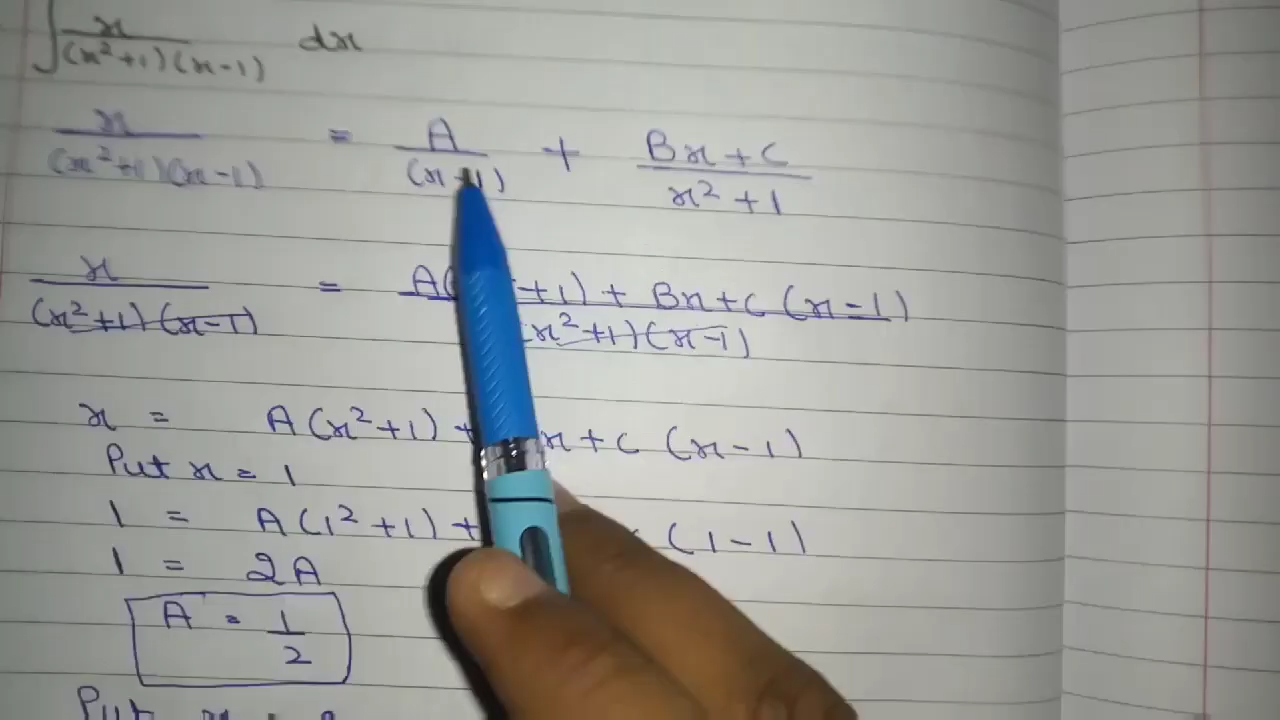 ∫ x / (x²+1)(x-1) dx
x / (x²+1)(x-1) = A / (x-1) + Bx+C / x²+1
x / (x²+1)(x-1) = A( +1) + Bx+C (x-1) / x²+1)(x-1)
x = A(x²+1) + x+C (x-1)
Put x = 1
1 = A(1²+1) + (1-1)
1 = 2A
A = 1/2
Put x